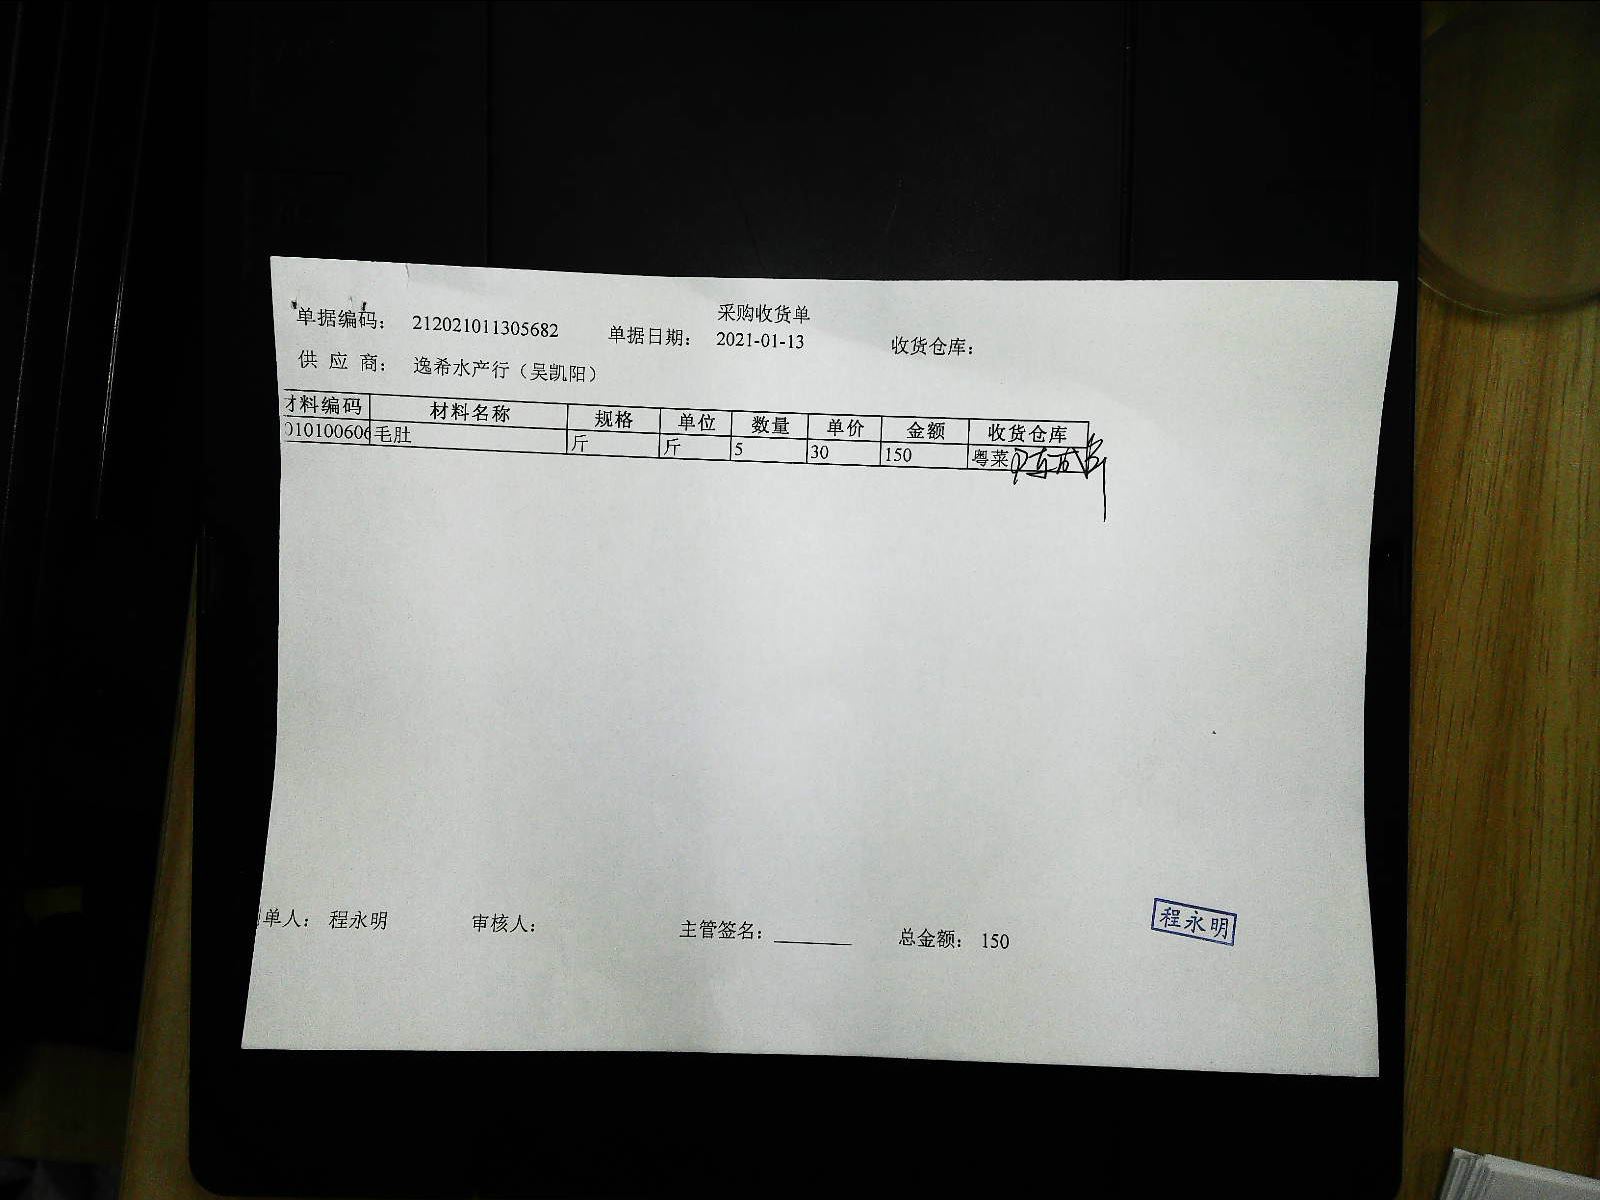 采购收货单
单据编码： 212021011305682 单据日期： 2021-01-13 收货仓库：
供 应 商： 逸希水产行（吴凯阳）
材料编码 材料名称 规格 单位 数量 单价 金额 收货仓库
010100606 毛肚 斤 斤 5 30 150 粤菜
单人： 程永明 审核人： 主管签名： 总金额： 150
程永明